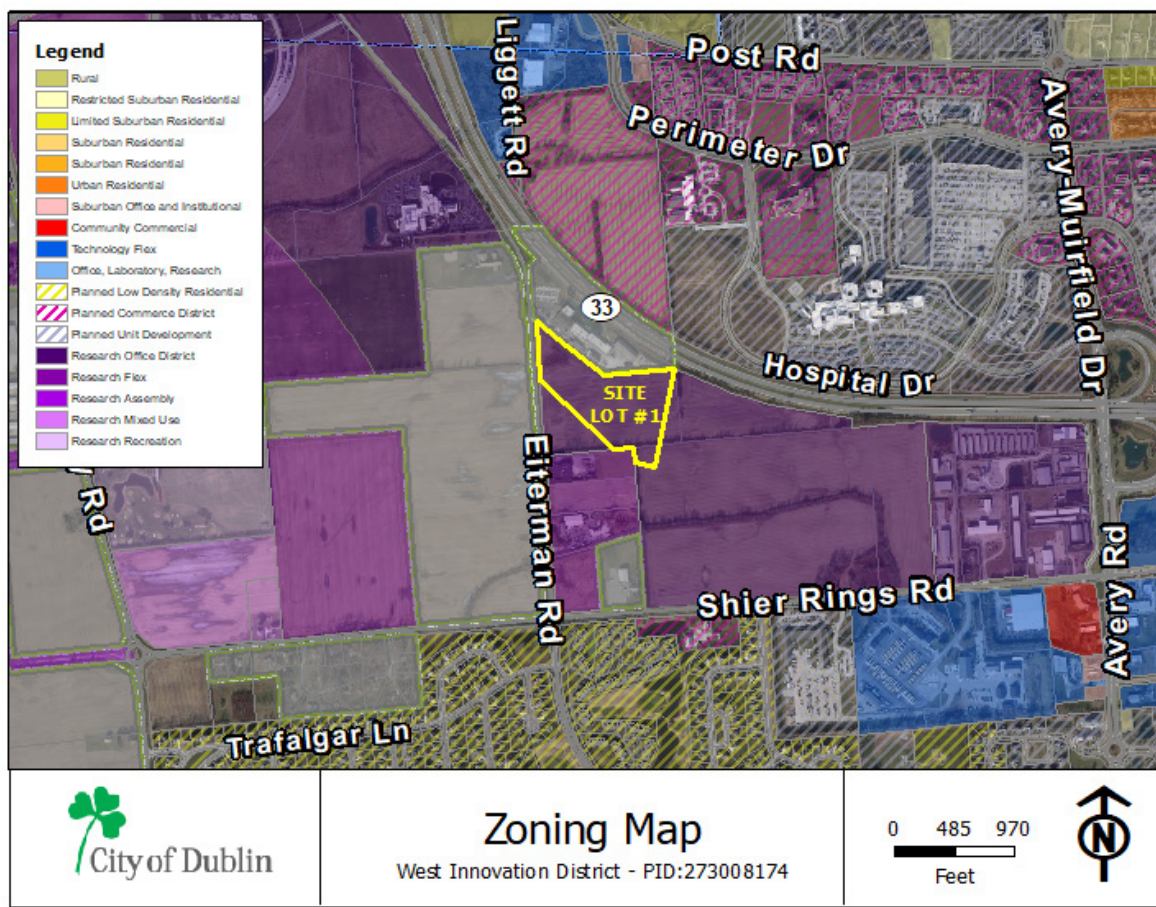 Legend
Rural
Restricted Suburban Residential
Limited Suburban Residential
Suburban Residential
Suburban Residential
Urban Residential
Suburban Office and Institutional
Community Commercial
Technology Flex
Office, Laboratory, Research
Planned Low Density Residential
Planned Commerce District
Planned Unit Development
Research Office District
Research Flex
Research Assembly
Research Mixed Use
Research Recreation
Liggett Rd
Post Rd
Perimeter Dr
Avery-Muirfield Dr
33
Hospital Dr
SITE
LOT #1
Eiterman Rd
Rd
Shier Rings Rd
Avery Rd
Trafalgar Ln
City of Dublin
Zoning Map
West Innovation District - PID:273008174
0 485 970
Feet
N